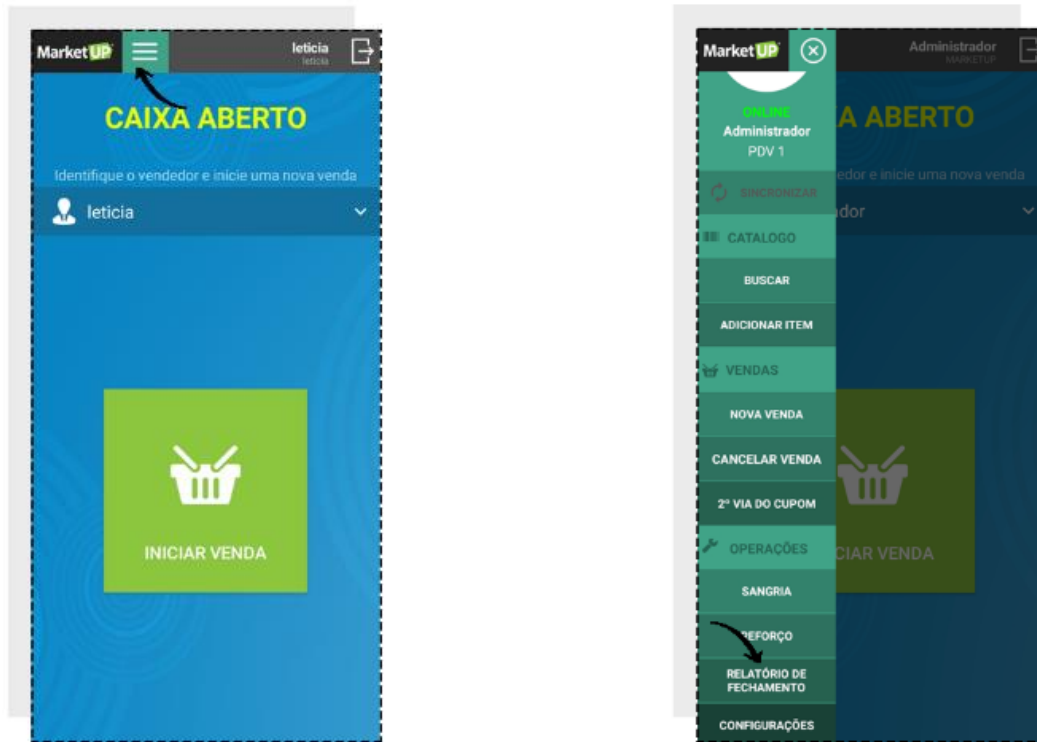 MarketUP
leticia
leticia
CAIXA ABERTO
Identifique o vendedor e inicie uma nova venda
leticia
INICIAR VENDA
MarketUP
Administrador
MARKETUP
ONLINE
Administrador
PDV 1
A ABERTO
edor e inicie uma nova venda
SINCRONIZAR
dor
CATALOGO
BUSCAR
ADICIONAR ITEM
VENDAS
NOVA VENDA
CANCELAR VENDA
2º VIA DO CUPOM
OPERAÇÕES
CIAR VENDA
SANGRIA
REFORÇO
RELATÓRIO DE
FECHAMENTO
CONFIGURAÇÕES